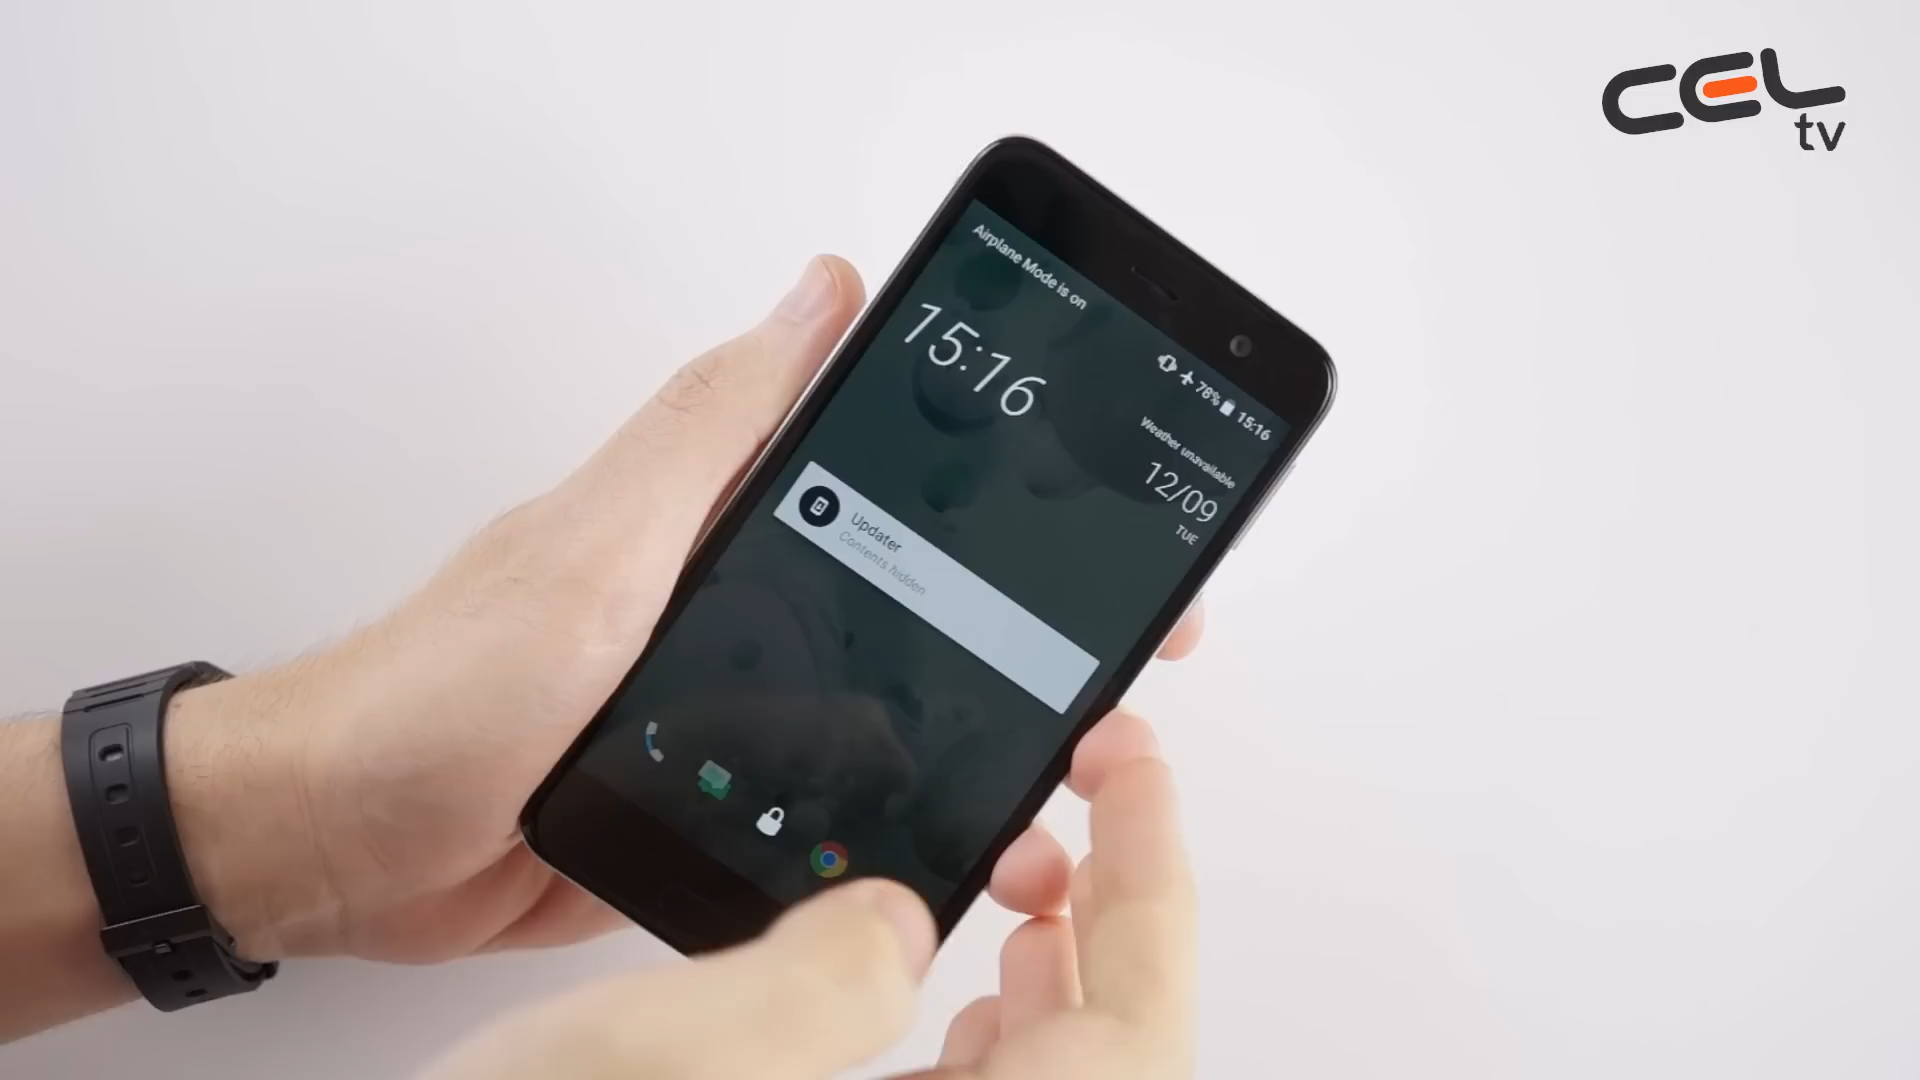 CEL
tv
Airplane Mode is on
78% 15:16
15:16
Weather unavailable
12/09
TUE
Updater
Contents hidden